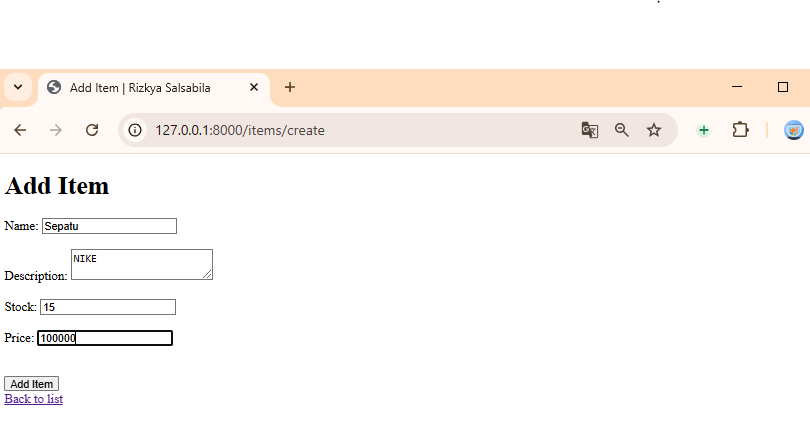 Add Item | Rizkya Salsabila
127.0.0.1:8000/items/create
Add Item
Name: Sepatu
Description: NIKE
Stock: 15
Price: 100000
Add Item
Back to list